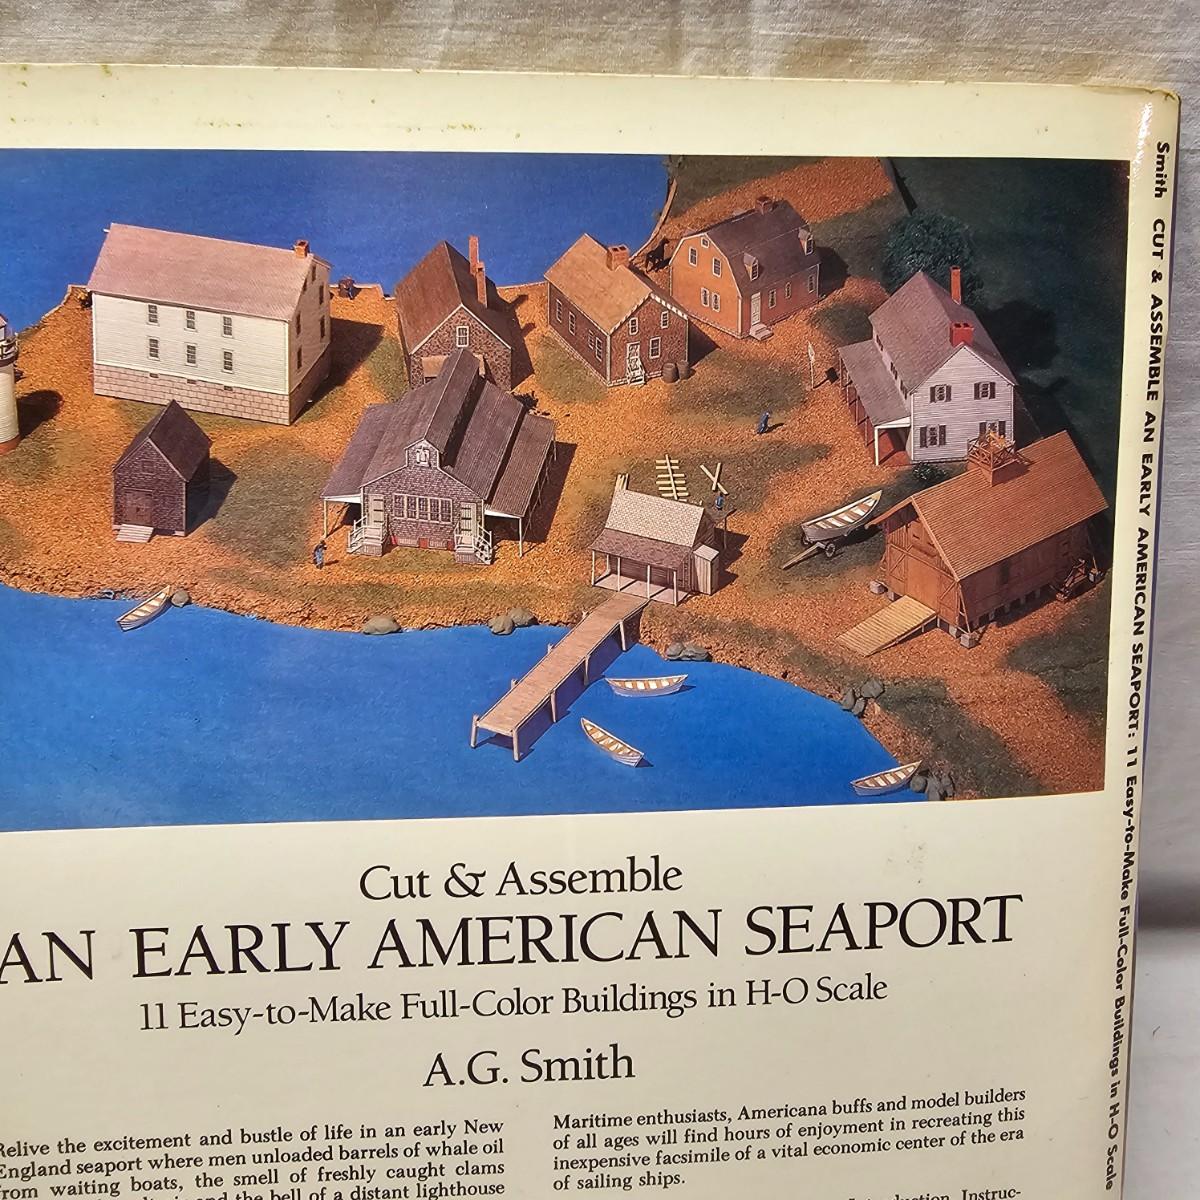 Smith CUT & ASSEMBLE AN EARLY AMERICAN SEAPORT: 11 Easy-to-Make Full-Color Buildings in H-O Scale
Cut & Assemble
AN EARLY AMERICAN SEAPORT
11 Easy-to-Make Full-Color Buildings in H-O Scale
A.G. Smith
Relive the excitement and bustle of life in an early New
England seaport where men unloaded barrels of whale oil
from waiting boats, the smell of freshly caught clams
and the bell of a distant lighthouse
Maritime enthusiasts, Americana buffs and model builders
of all ages will find hours of enjoyment in recreating this
inexpensive facsimile of a vital economic center of the era
of sailing ships.
Introduction, Instruc-